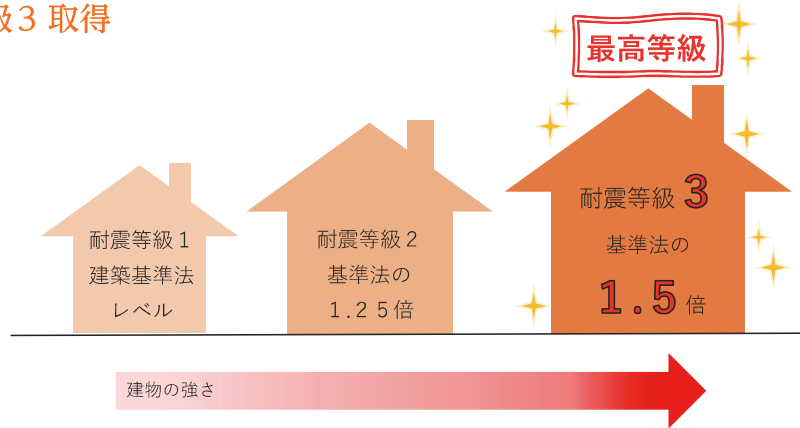 級3 取得
最高等級
耐震等級1
建築基準法
レベル
耐震等級2
基準法の
1.25倍
耐震等級 3
基準法の
1.5倍
建物の強さ